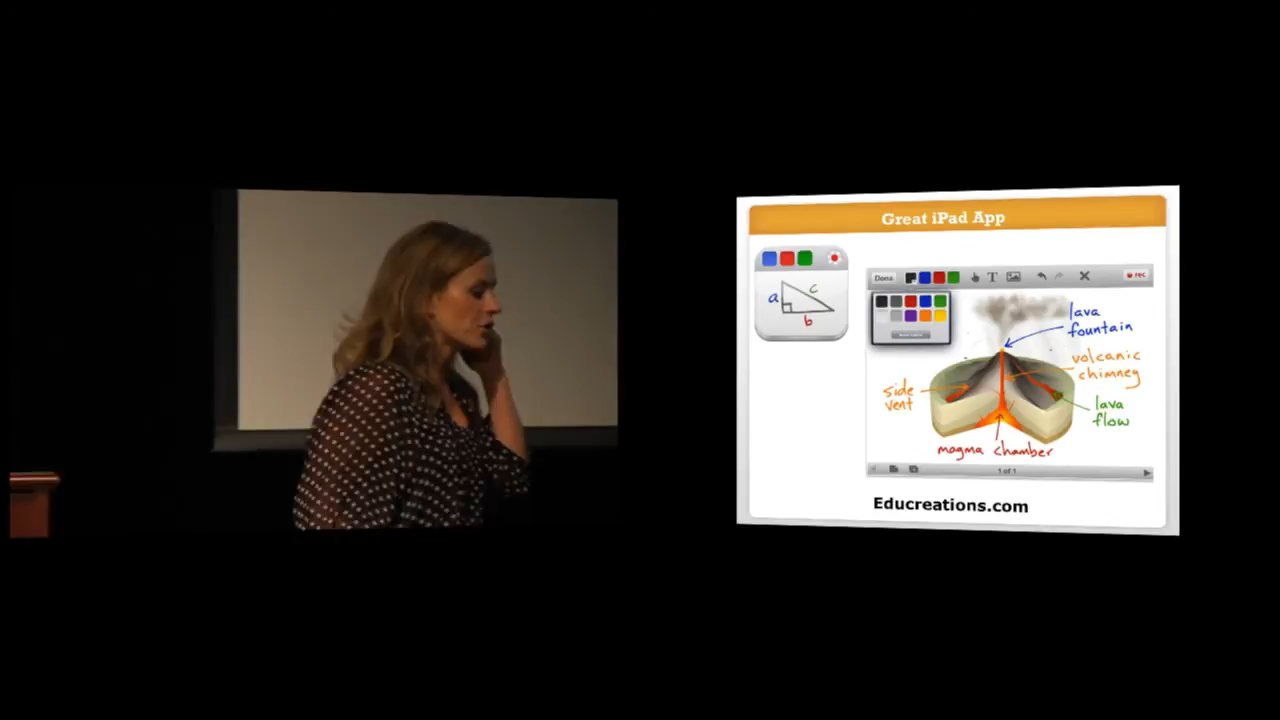 Great iPad App
a
c
b
Done
T
rec
lava
fountain
volcanic
chimney
side
vent
lava
flow
magma chamber
1 of 1
Educreations.com